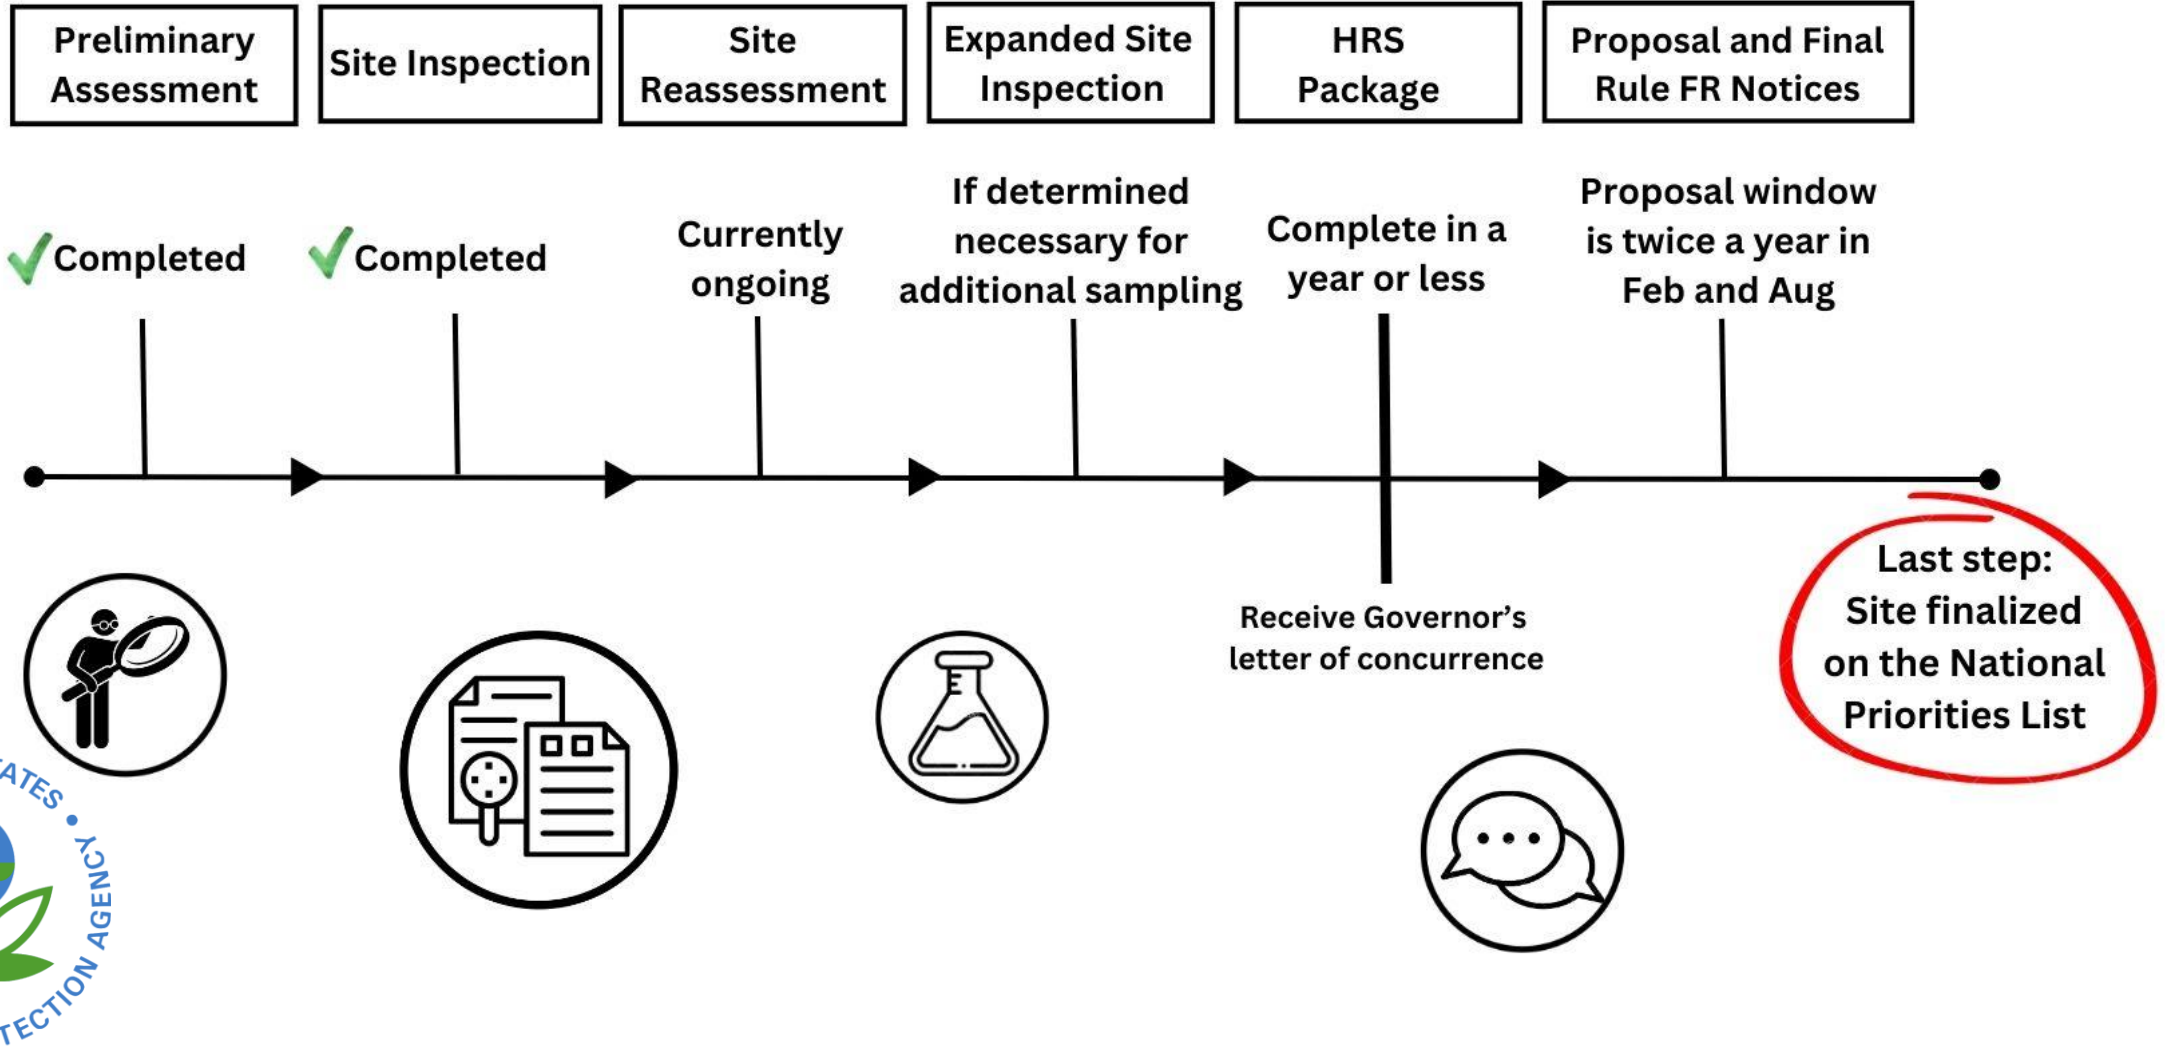 Preliminary
Assessment
Site Inspection
Site
Reassessment
Expanded Site
Inspection
HRS
Package
Proposal and Final
Rule FR Notices
Completed
Completed
Currently
ongoing
If determined
necessary for
additional sampling
Complete in a
year or less
Proposal window
is twice a year in
Feb and Aug
Receive Governor’s
letter of concurrence
Last step:
Site finalized
on the National
Priorities List
AGENCY